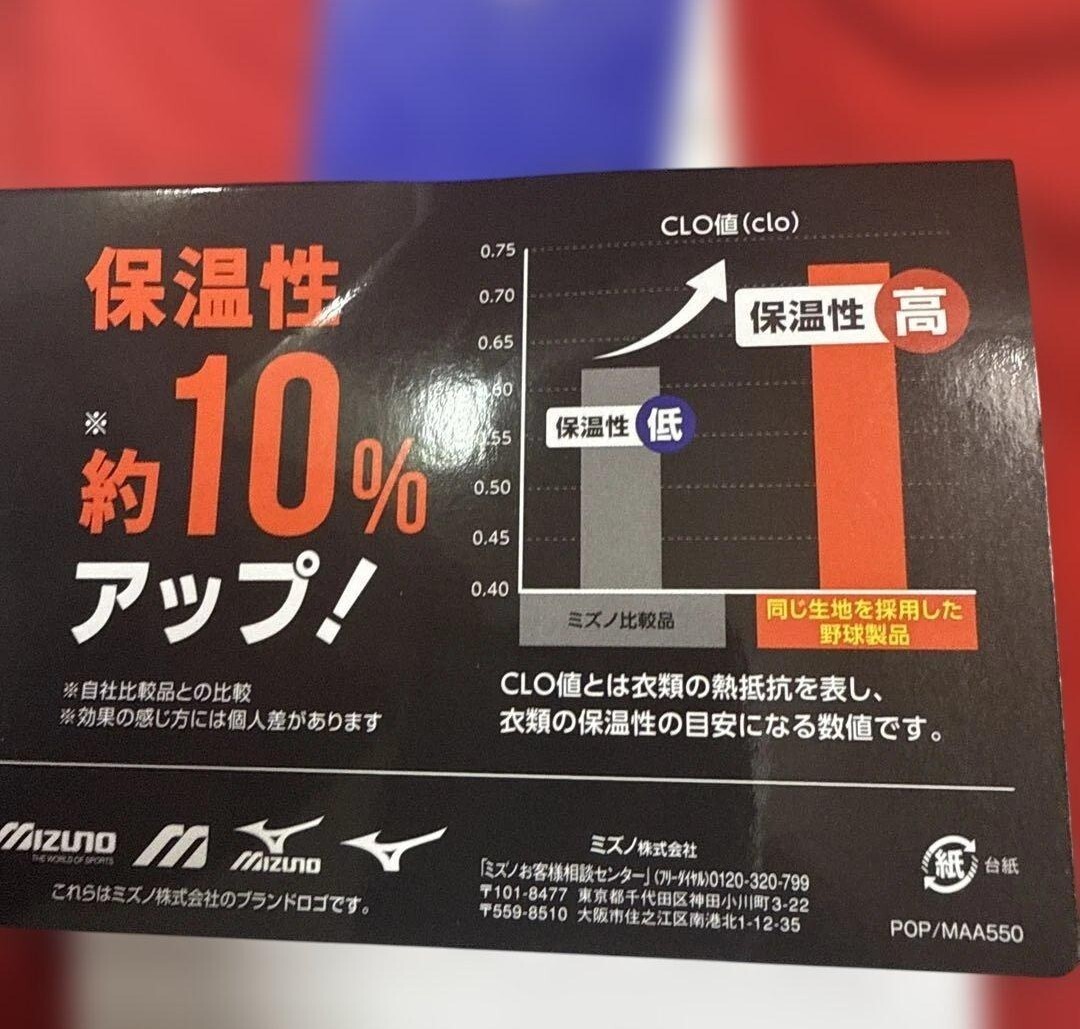 保温性
※約10%
アップ!
※自社比較品との比較
※効果の感じ方には個人差があります
CLO値(clo)
0.75
0.70
0.65
0.60
0.55
0.50
0.45
0.40
保温性 低
保温性 高
ミズノ比較品
同じ生地を採用した
野球製品
CLO値とは衣類の熱抵抗を表し、
衣類の保温性の目安になる数値です。
MIZUNO
THE WORLD OF SPORTS
MIZUNO
これらはミズノ株式会社のブランドロゴです。
ミズノ株式会社
「ミズノお客様相談センター」(フリーダイヤル)0120-320-799
〒101-8477 東京都千代田区神田小川町3-22
〒559-8510 大阪市住之江区南港北1-12-35
紙 台紙
POP/MAA550